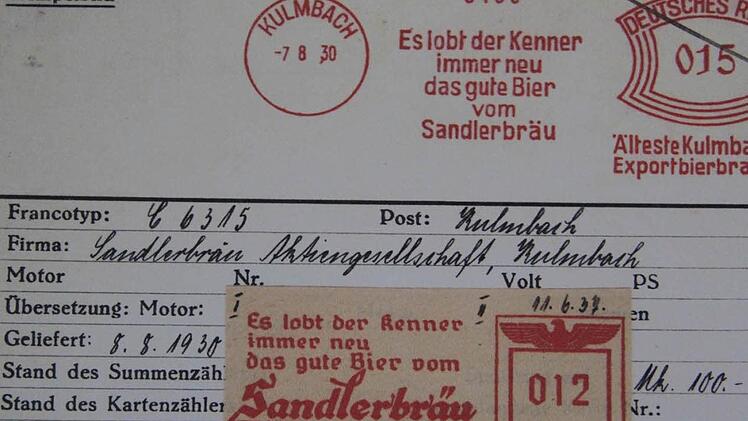 KULMBACH
-7 8 30
Es lobt der Kenner
immer neu
das gute Bier
vom
Sandlerbräu
DEUTSCHES R
015
Älteste Kulmba
Exportbierbra
Francotyp: C 6315 Post: Kulmbach
Firma: Sandlerbräu Aktiengesellschaft, Kulmbach
Motor Nr. Volt PS
Übersetzung: Motor: en
Geliefert: 8. 8. 1930
Stand des Summenzähl Mk. 100.-
Stand des Kartenzähler Nr.:
I II 11. 6. 37.
Es lobt der Kenner
immer neu
das gute Bier vom
Sandlerbräu
012